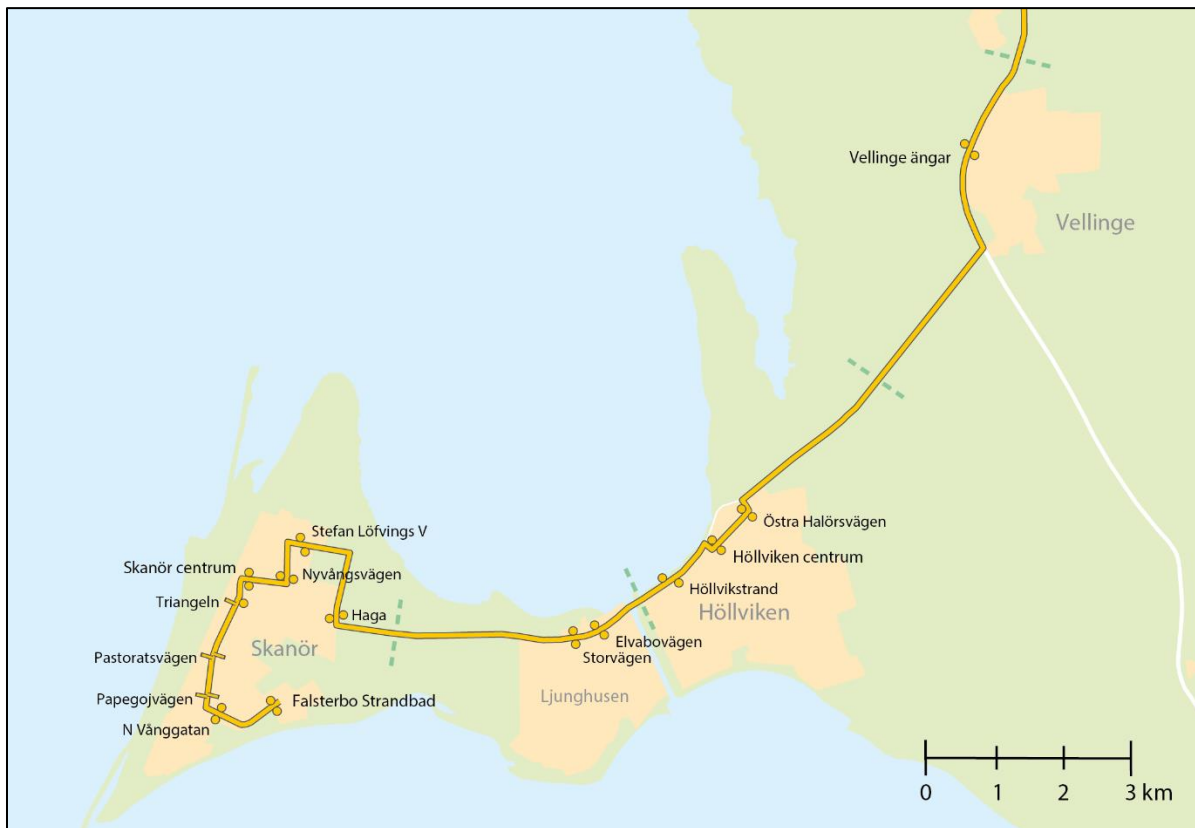 Vellinge ängar
Vellinge
Östra Halörsvägen
Höllviken centrum
Höllvikstrand
Höllviken
Stefan Löfvings V
Skanör centrum
Nyvångsvägen
Triangeln
Haga
Skanör
Elvabovägen
Storvägen
Pastoratsvägen
Ljunghusen
Papegojvägen
Falsterbo Strandbad
N Vånggatan
0 1 2 3 km